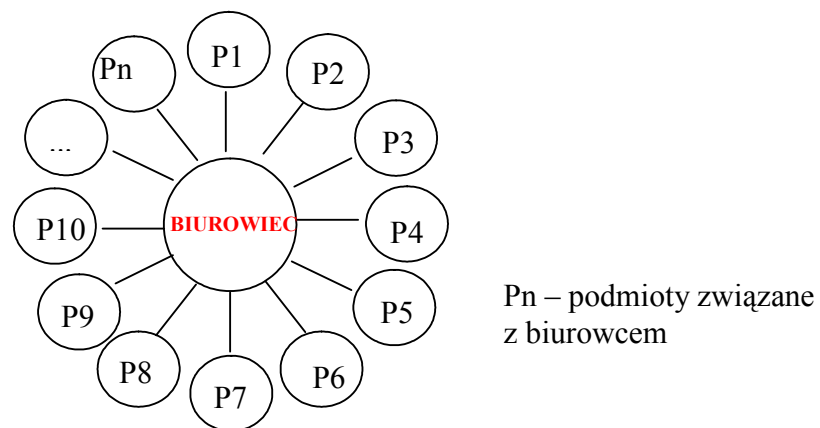 Pn
P1
P2
...
P3
P10
BIUROWIEC
P4
P9
P5
P8
P7
P6
Pn – podmioty związane
z biurowcem